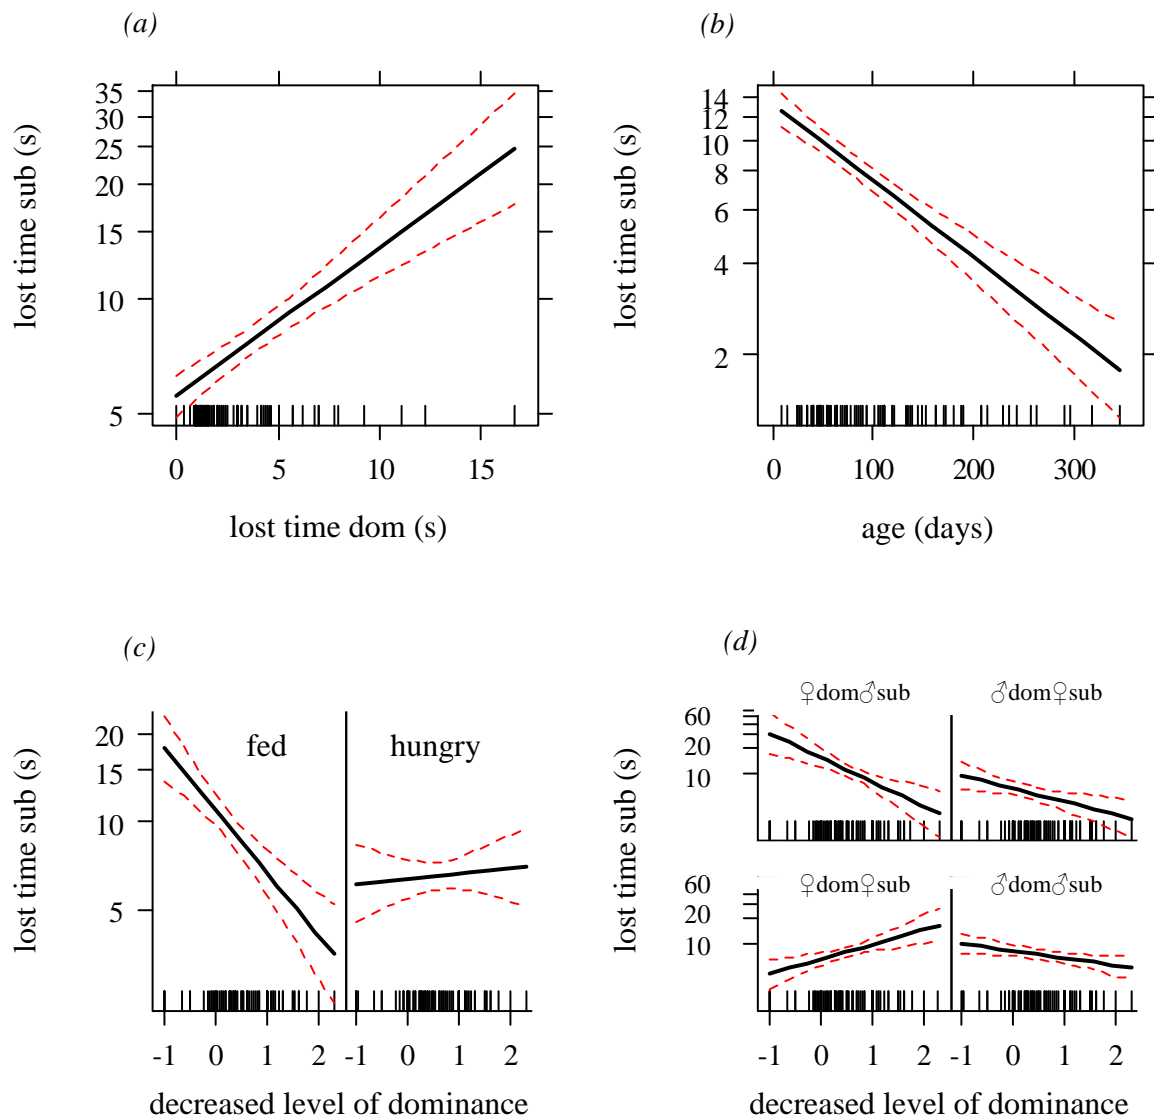 (a)
35
30
25
20
15
10
5
lost time sub (s)
0 5 10 15
lost time dom (s)
(b)
14
12
10
8
6
4
2
lost time sub (s)
0 100 200 300
age (days)
(c)
fed hungry
20
15
10
5
lost time sub (s)
-1 0 1 2 -1 0 1 2
decreased level of dominance
(d)
♀dom♂sub ♂dom♀sub
60
20
10
♀dom♀sub ♂dom♂sub
60
20
10
lost time sub (s)
-1 0 1 2 -1 0 1 2
decreased level of dominance